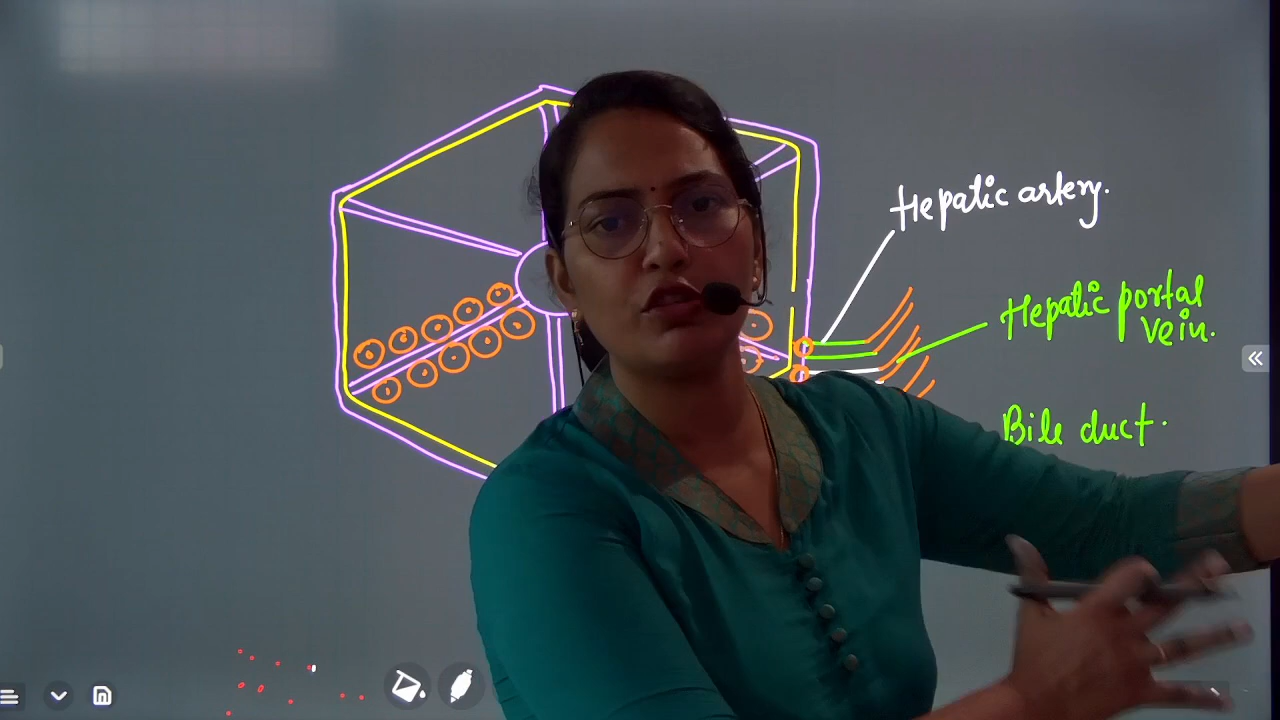 Hepatic artery.
Hepatic portal
vein.
Bile duct.